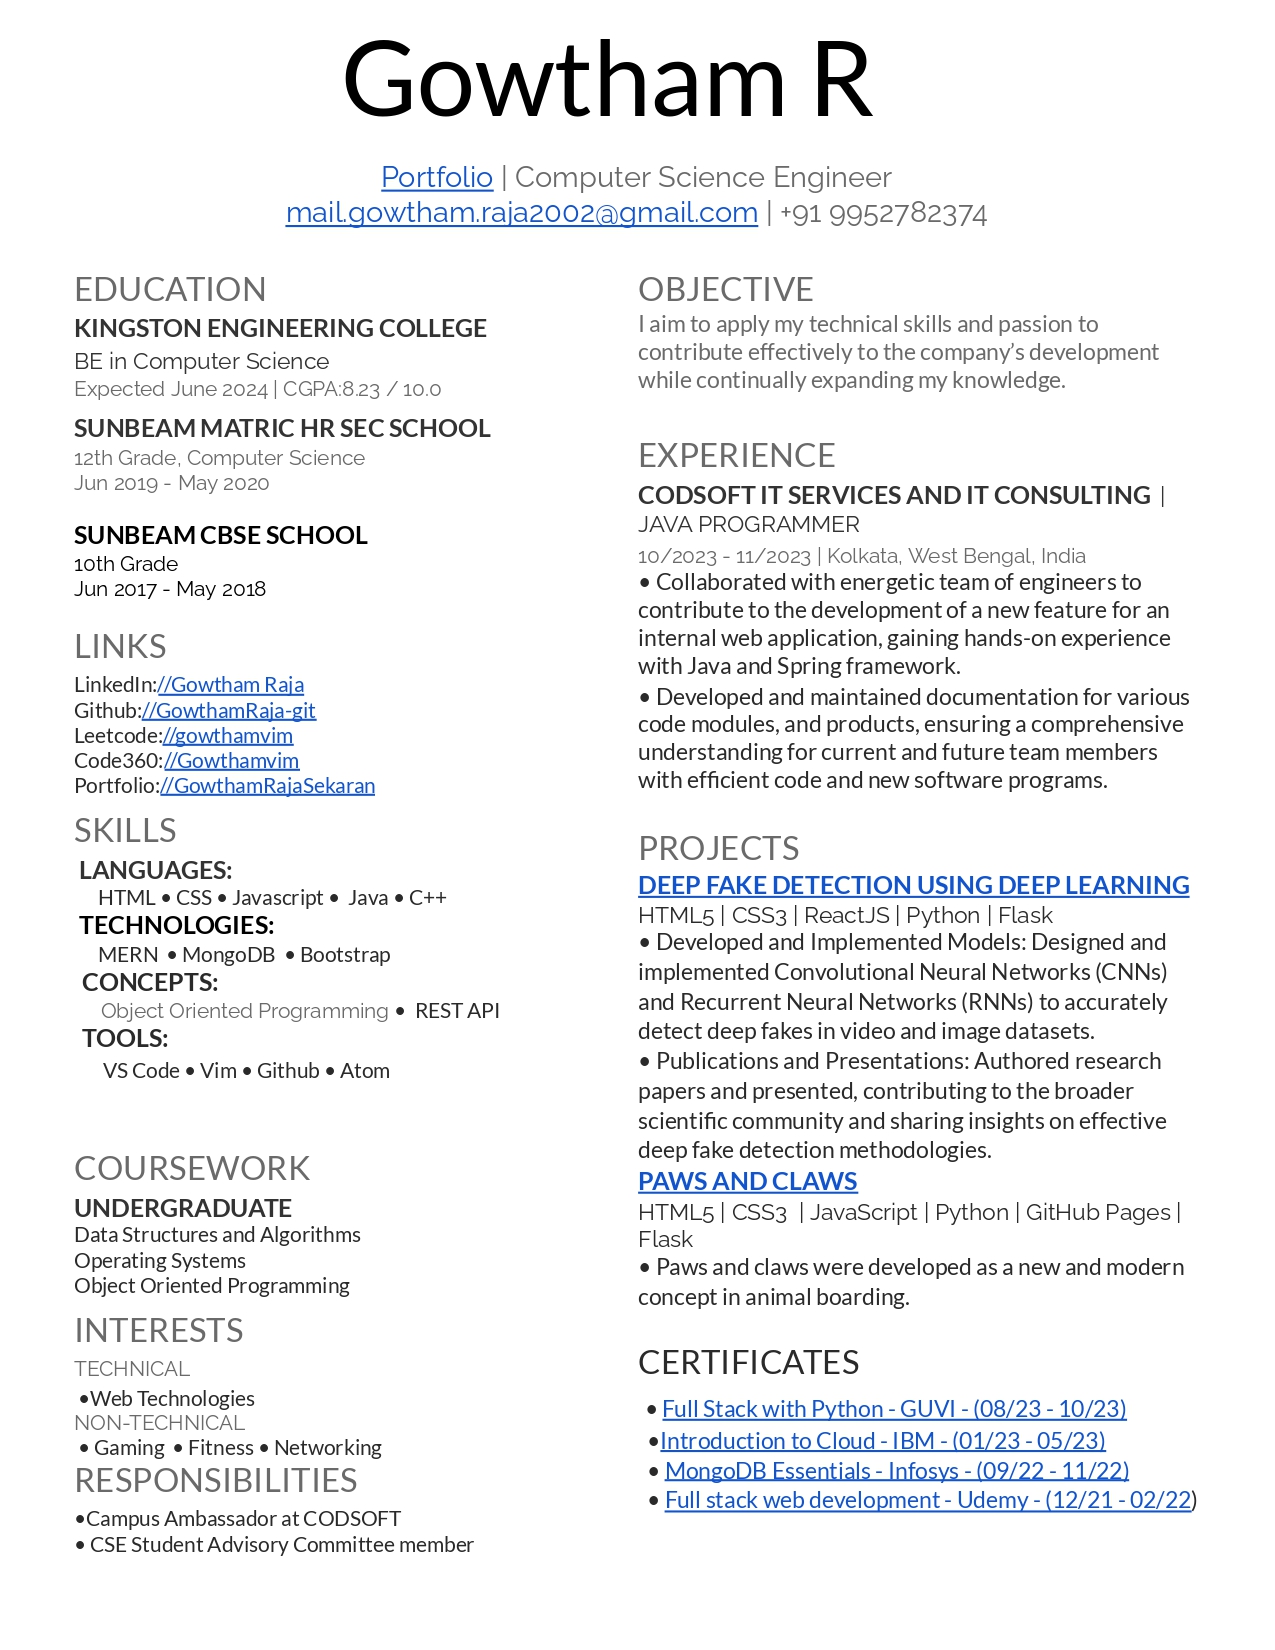 Gowtham R
Portfolio | Computer Science Engineer
mail.gowtham.raja2002@gmail.com | +91 9952782374
EDUCATION
KINGSTON ENGINEERING COLLEGE
BE in Computer Science
Expected June 2024 | CGPA:8.23 / 10.0
SUNBEAM MATRIC HR SEC SCHOOL
12th Grade, Computer Science
Jun 2019 - May 2020
SUNBEAM CBSE SCHOOL
10th Grade
Jun 2017 - May 2018
LINKS
LinkedIn://Gowtham Raja
Github://GowthamRaja-git
Leetcode://gowthamvim
Code360://Gowthamvim
Portfolio://GowthamRajaSekaran
SKILLS
LANGUAGES:
HTML • CSS • Javascript • Java • C++
TECHNOLOGIES:
MERN • MongoDB • Bootstrap
CONCEPTS:
Object Oriented Programming • REST API
TOOLS:
VS Code • Vim • Github • Atom
COURSEWORK
UNDERGRADUATE
Data Structures and Algorithms
Operating Systems
Object Oriented Programming
INTERESTS
TECHNICAL
•Web Technologies
NON-TECHNICAL
• Gaming • Fitness • Networking
RESPONSIBILITIES
•Campus Ambassador at CODSOFT
• CSE Student Advisory Committee member
OBJECTIVE
I aim to apply my technical skills and passion to
contribute effectively to the company’s development
while continually expanding my knowledge.
EXPERIENCE
CODSOFT IT SERVICES AND IT CONSULTING |
JAVA PROGRAMMER
10/2023 - 11/2023 | Kolkata, West Bengal, India
• Collaborated with energetic team of engineers to
contribute to the development of a new feature for an
internal web application, gaining hands-on experience
with Java and Spring framework.
• Developed and maintained documentation for various
code modules, and products, ensuring a comprehensive
understanding for current and future team members
with efficient code and new software programs.
PROJECTS
DEEP FAKE DETECTION USING DEEP LEARNING
HTML5 | CSS3 | ReactJS | Python | Flask
• Developed and Implemented Models: Designed and
implemented Convolutional Neural Networks (CNNs)
and Recurrent Neural Networks (RNNs) to accurately
detect deep fakes in video and image datasets.
• Publications and Presentations: Authored research
papers and presented, contributing to the broader
scientific community and sharing insights on effective
deep fake detection methodologies.
PAWS AND CLAWS
HTML5 | CSS3 | JavaScript | Python | GitHub Pages |
Flask
• Paws and claws were developed as a new and modern
concept in animal boarding.
CERTIFICATES
• Full Stack with Python - GUVI - (08/23 - 10/23)
•Introduction to Cloud - IBM - (01/23 - 05/23)
• MongoDB Essentials - Infosys - (09/22 - 11/22)
• Full stack web development - Udemy - (12/21 - 02/22)